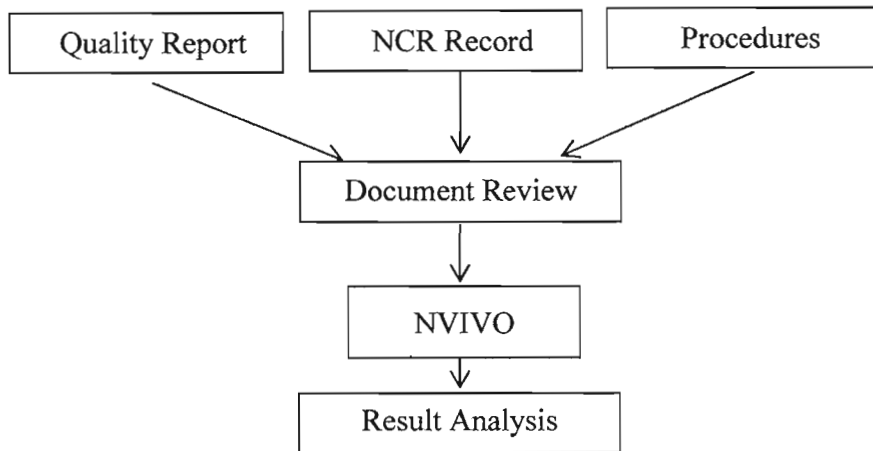 Quality Report
NCR Record
Procedures
Document Review
NVIVO
Result Analysis